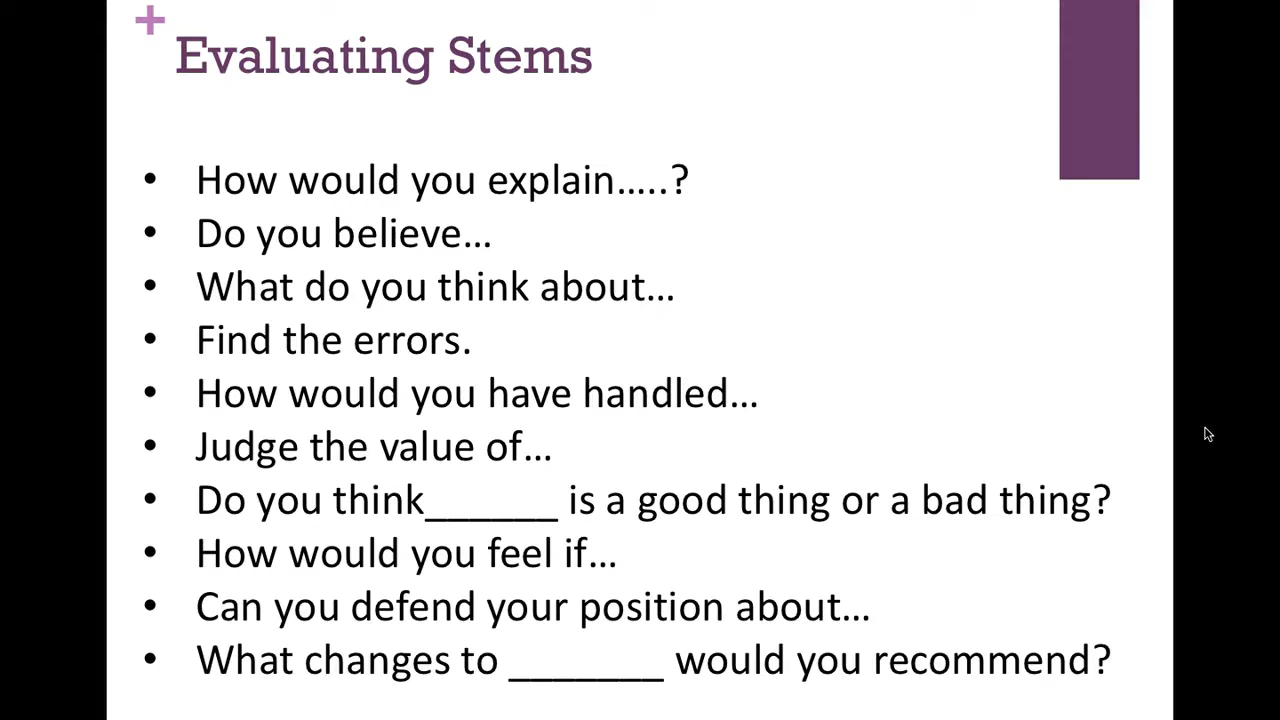 +
Evaluating Stems
• How would you explain…..?
• Do you believe…
• What do you think about…
• Find the errors.
• How would you have handled…
• Judge the value of…
• Do you think______ is a good thing or a bad thing?
• How would you feel if…
• Can you defend your position about…
• What changes to _______ would you recommend?